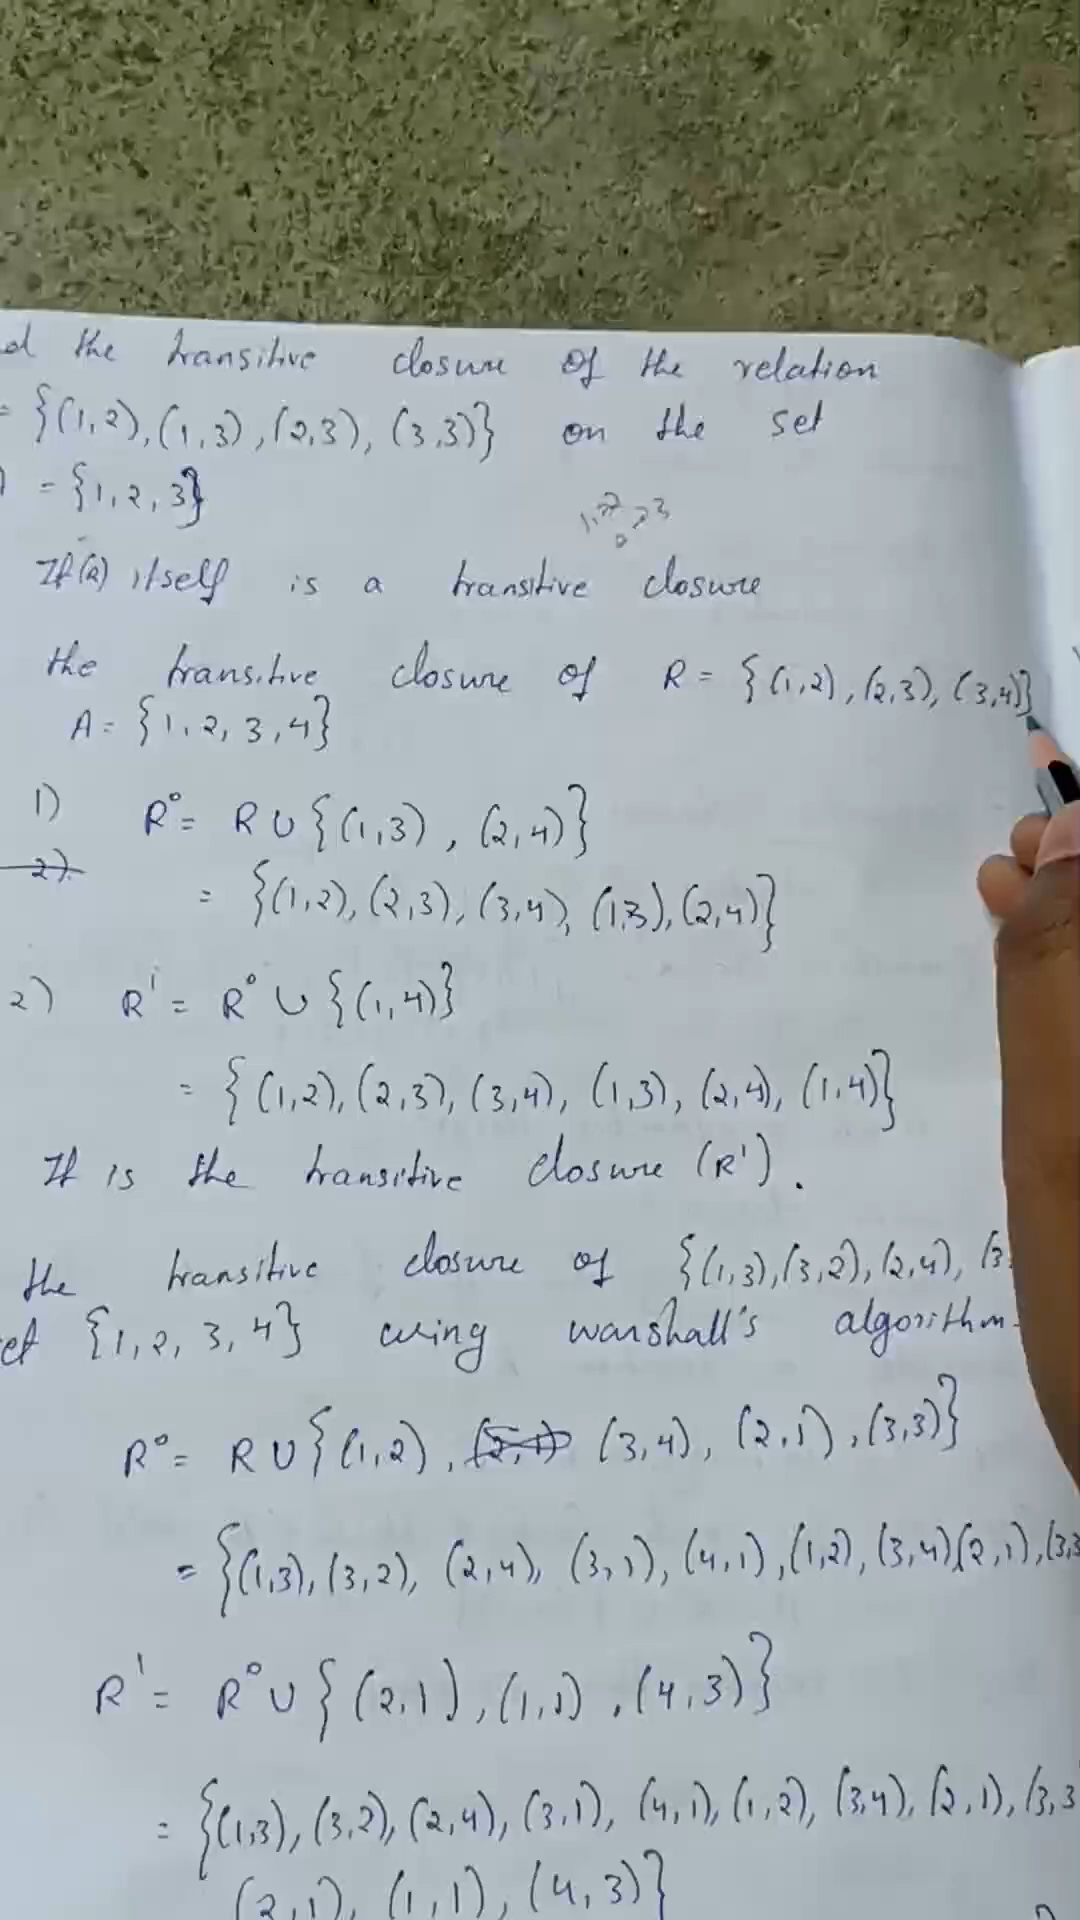 the transitive closure of the relation
= {(1,2), (1,3), (2,3), (3,3)} on the set
= {1, 2, 3}
itself is a transitive closure
the transitive closure of R = {(1,2), (2,3), (3,4)}
A = {1, 2, 3, 4}
1) R° = R ∪ {(1,3), (2,4)}
2)
= {(1,2), (2,3), (3,4), (1,3), (2,4)}
2) R' = R° ∪ {(1,4)}
= {(1,2), (2,3), (3,4), (1,3), (2,4), (1,4)}
It is the transitive closure (R').
the transitive closure of {(1,3), (3,2), (2,4), (3
{1, 2, 3, 4} using warshall's algorithm
R° = R ∪ {(1,2), (3,4), (2,1), (3,3)}
= {(1,3), (3,2), (2,4), (3,1), (4,1), (1,2), (3,4) (2,1), (3,3
R' = R° ∪ {(2,1), (1,1), (4,3)}
= {(1,3), (3,2), (2,4), (3,1), (4,1), (1,2), (3,4), (2,1), (3,3
(2,1), (1,1), (4,3)}